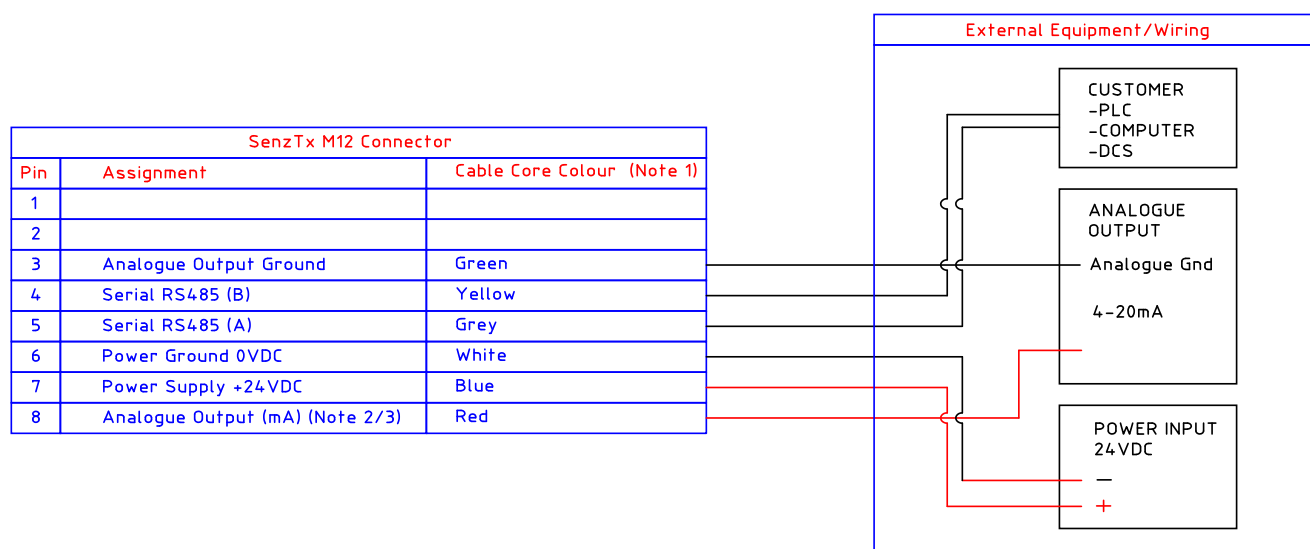 External Equipment/Wiring
CUSTOMER
-PLC
-COMPUTER
-DCS
SenzTx M12 Connector
Pin Assignment Cable Core Colour (Note 1)
1
2
3 Analogue Output Ground Green
4 Serial RS485 (B) Yellow
5 Serial RS485 (A) Grey
6 Power Ground 0VDC White
7 Power Supply +24VDC Blue
8 Analogue Output (mA) (Note 2/3) Red
ANALOGUE
OUTPUT
Analogue Gnd
4-20mA
POWER INPUT
24VDC
−
+